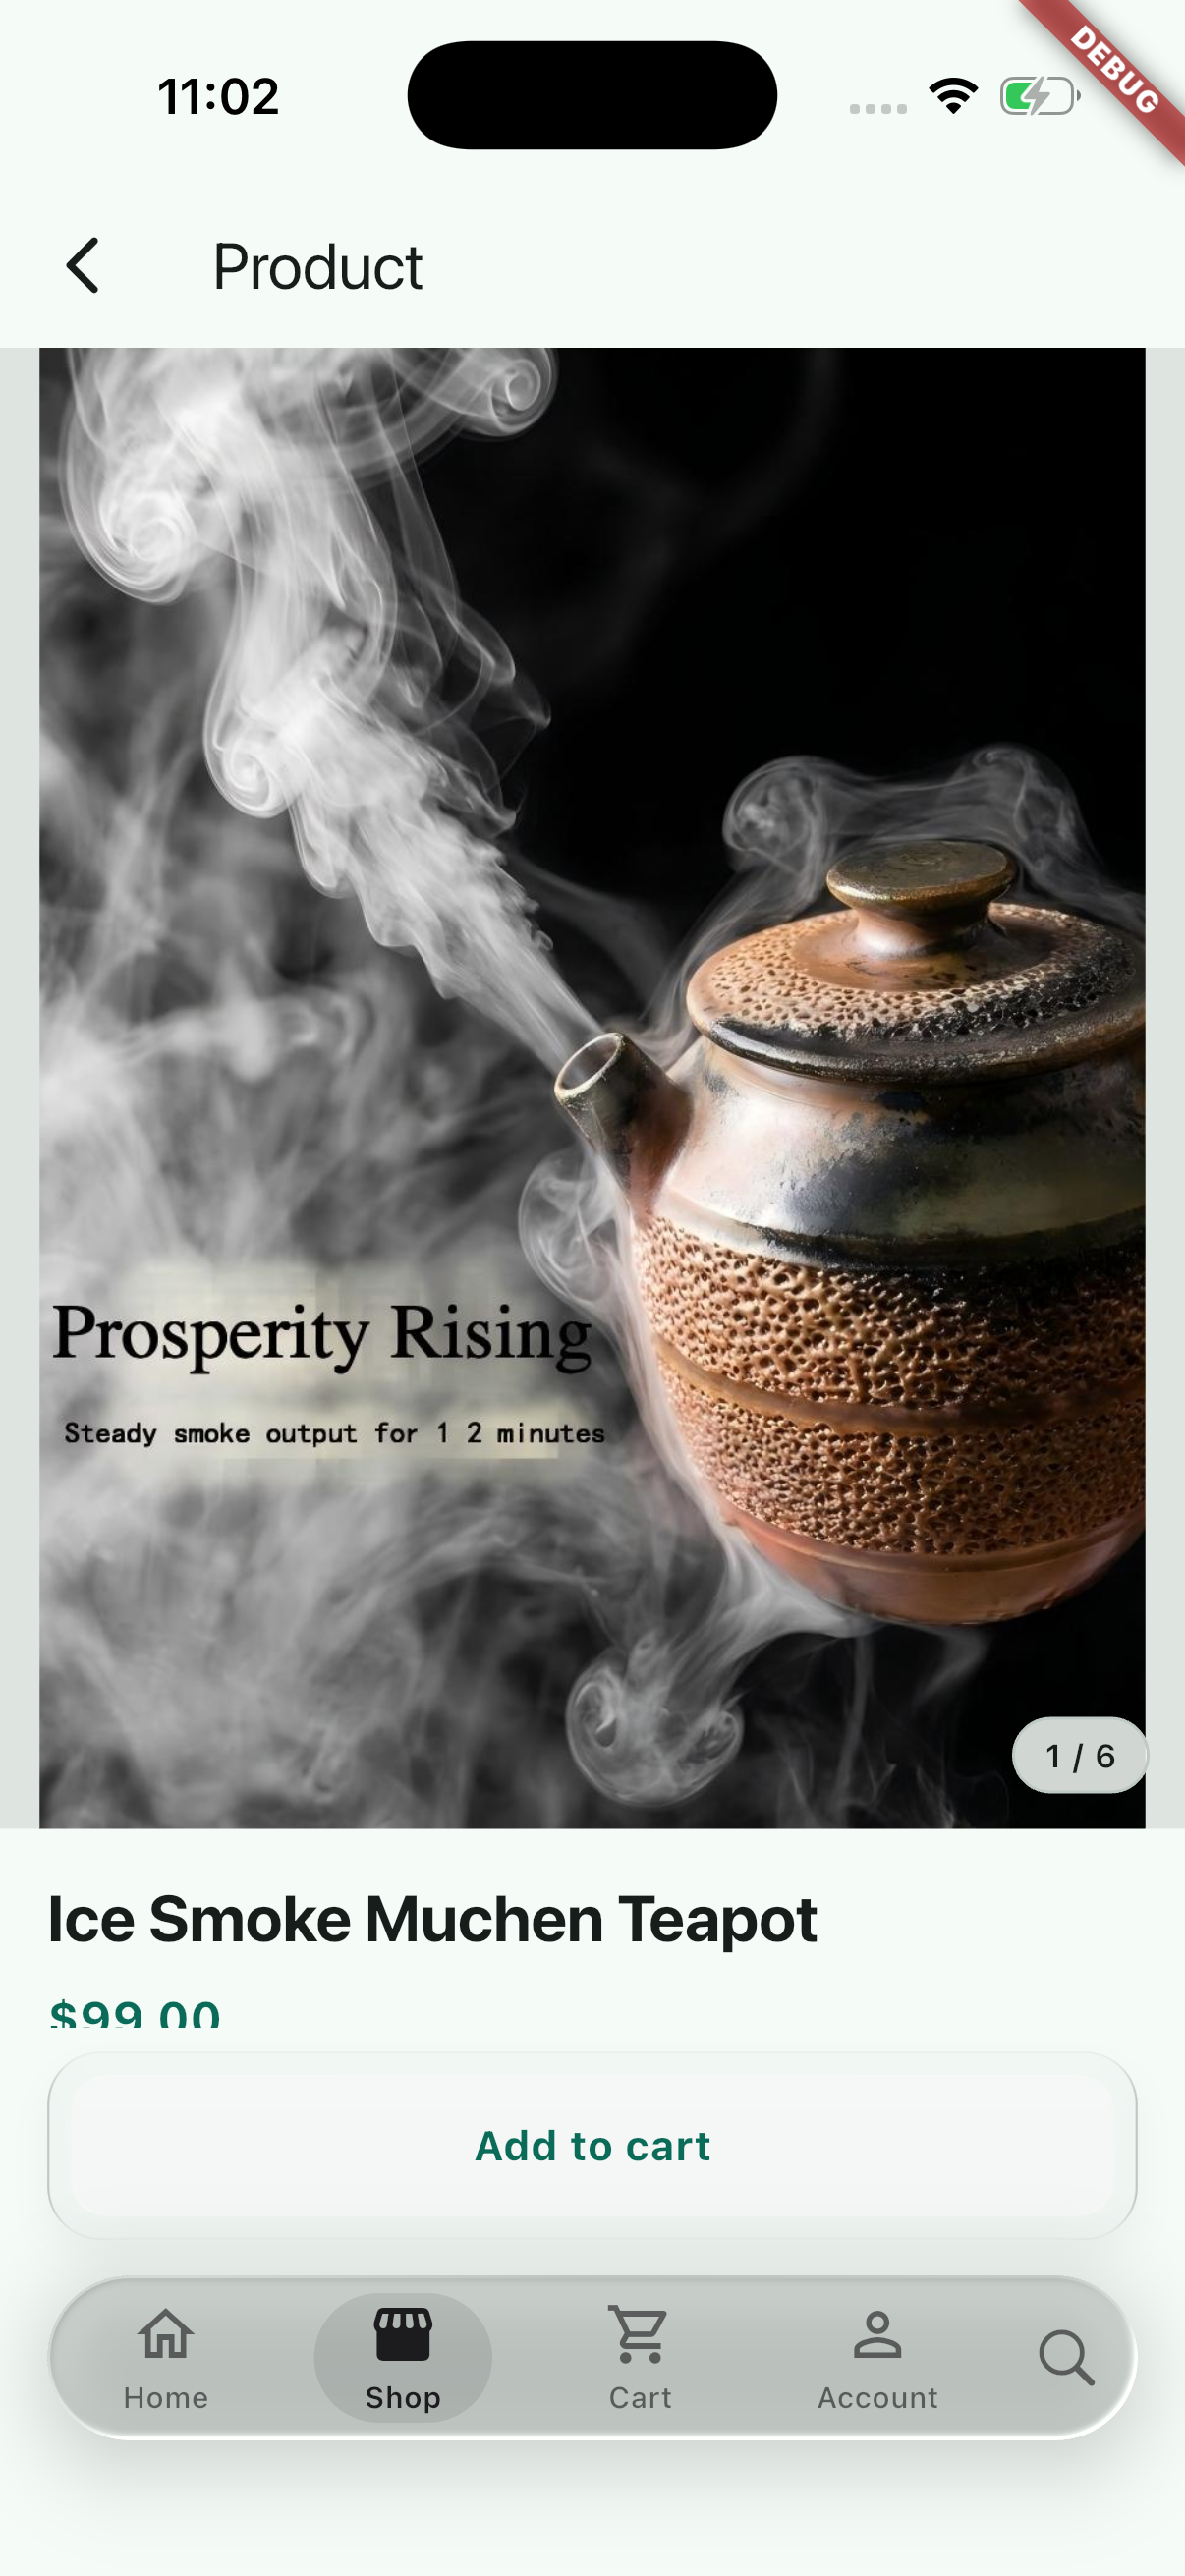 11:02
DEBUG
Product
Prosperity Rising
Steady smoke output for 1 2 minutes
1 / 6
Ice Smoke Muchen Teapot
$99.00
Add to cart
Home
Shop
Cart
Account